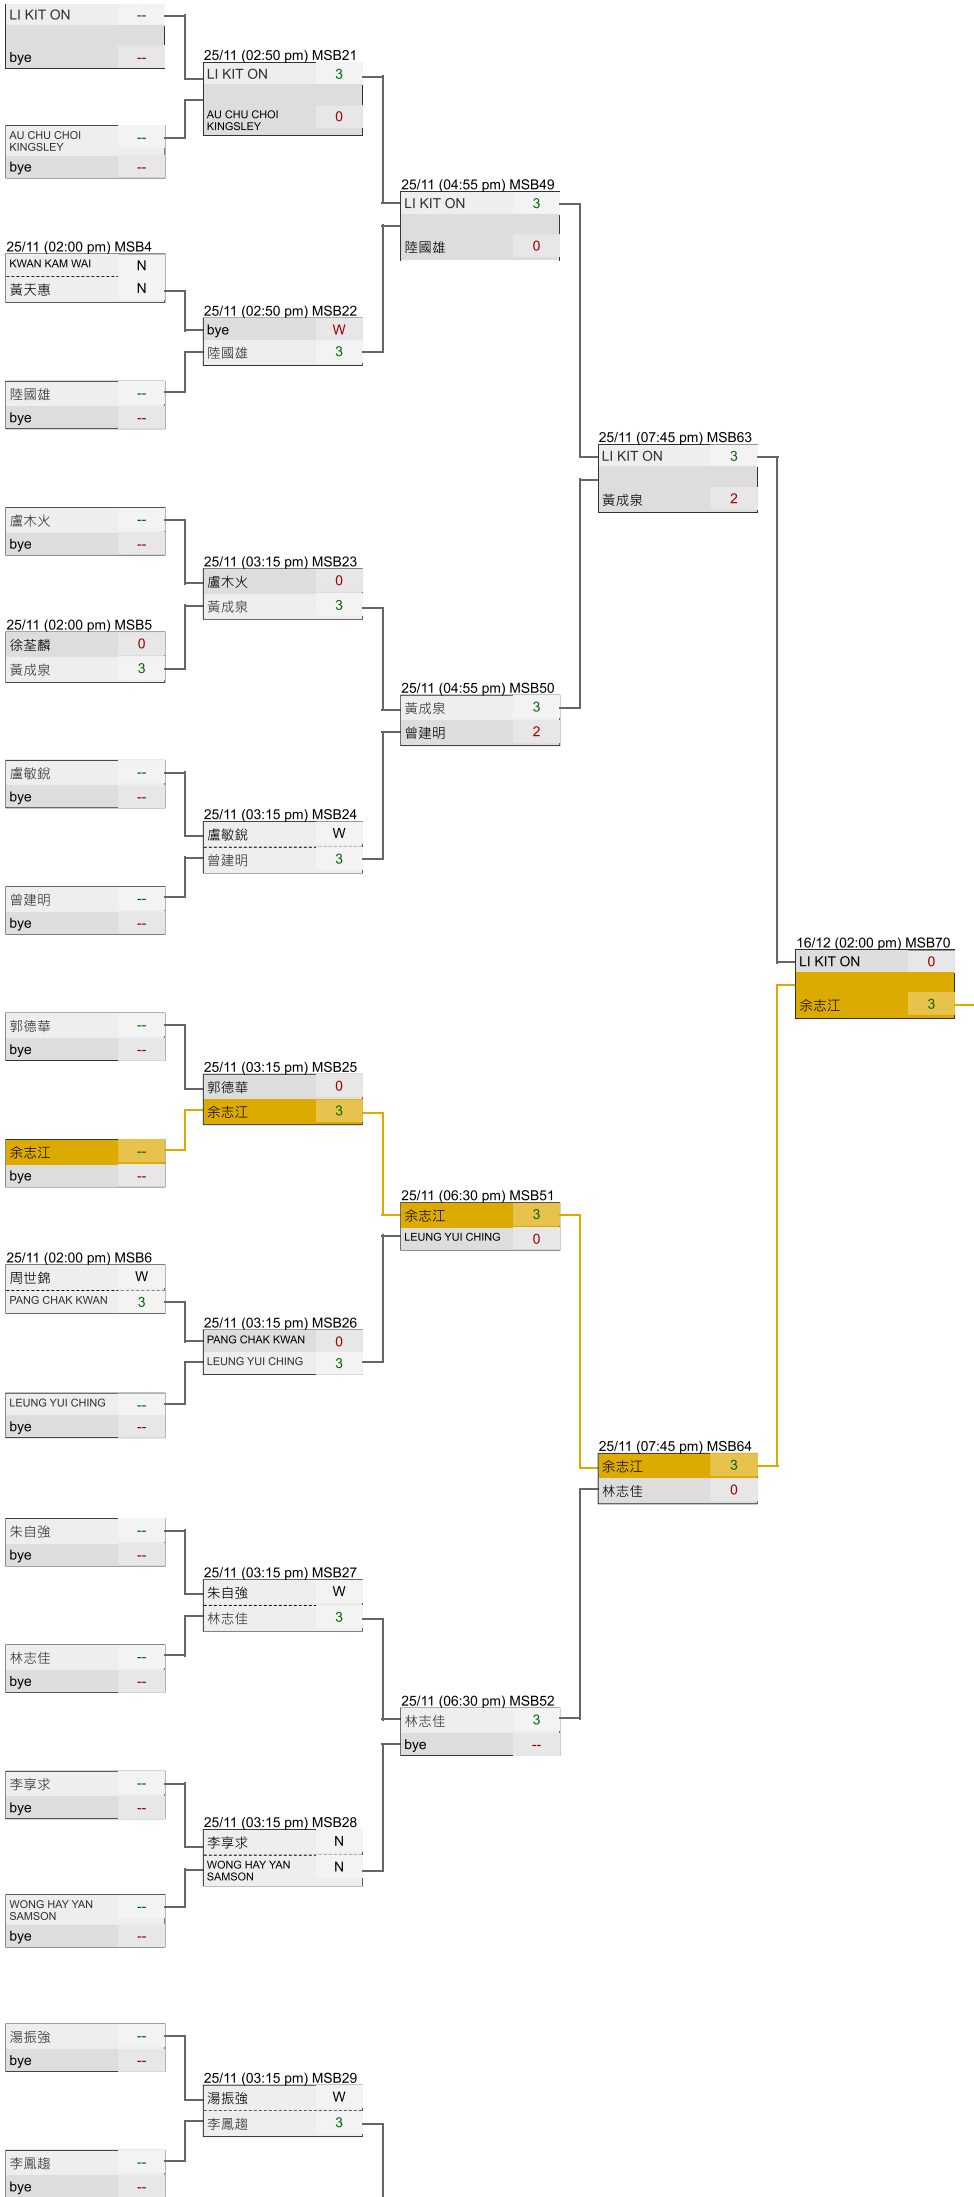 LI KIT ON --
bye --
25/11 (02:50 pm) MSB21
LI KIT ON 3
AU CHU CHOI
KINGSLEY 0
AU CHU CHOI
KINGSLEY --
bye --
25/11 (04:55 pm) MSB49
LI KIT ON 3
陸國雄 0
25/11 (02:00 pm) MSB4
KWAN KAM WAI N
黃天惠 N
25/11 (02:50 pm) MSB22
bye W
陸國雄 3
陸國雄 --
bye --
25/11 (07:45 pm) MSB63
LI KIT ON 3
黃成泉 2
盧木火 --
bye --
25/11 (03:15 pm) MSB23
盧木火 0
黃成泉 3
25/11 (02:00 pm) MSB5
徐荃麟 0
黃成泉 3
25/11 (04:55 pm) MSB50
黃成泉 3
曾建明 2
盧敏銳 --
bye --
25/11 (03:15 pm) MSB24
盧敏銳 W
曾建明 3
曾建明 --
bye --
16/12 (02:00 pm) MSB70
LI KIT ON 0
余志江 3
郭德華 --
bye --
25/11 (03:15 pm) MSB25
郭德華 0
余志江 3
余志江 --
bye --
25/11 (06:30 pm) MSB51
余志江 3
LEUNG YUI CHING 0
25/11 (02:00 pm) MSB6
周世錦 W
PANG CHAK KWAN 3
25/11 (03:15 pm) MSB26
PANG CHAK KWAN 0
LEUNG YUI CHING 3
LEUNG YUI CHING --
bye --
25/11 (07:45 pm) MSB64
余志江 3
林志佳 0
朱自強 --
bye --
25/11 (03:15 pm) MSB27
朱自強 W
林志佳 3
林志佳 --
bye --
25/11 (06:30 pm) MSB52
林志佳 3
bye --
李享求 --
bye --
25/11 (03:15 pm) MSB28
李享求 N
WONG HAY YAN
SAMSON N
WONG HAY YAN
SAMSON --
bye --
湯振強 --
bye --
25/11 (03:15 pm) MSB29
湯振強 W
李鳳趨 3
李鳳趨 --
bye --